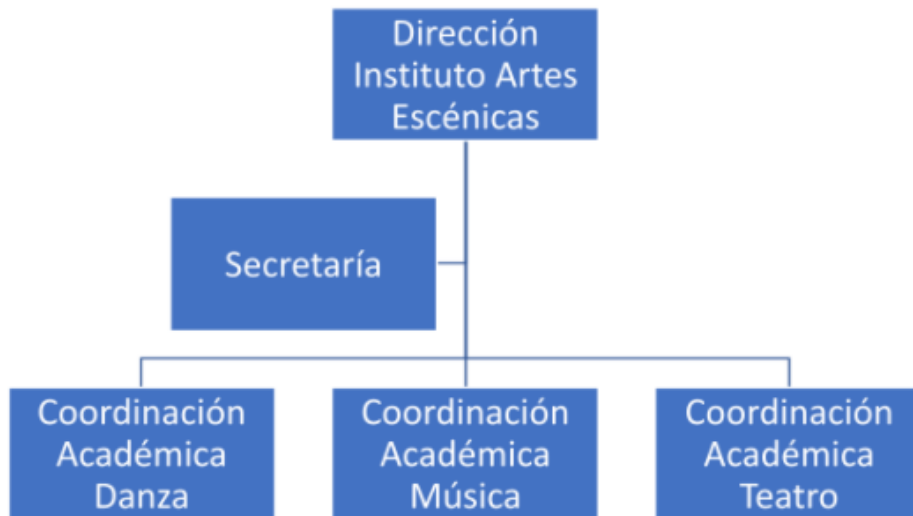 Dirección
Instituto Artes
Escénicas
Secretaría
Coordinación
Académica
Danza
Coordinación
Académica
Música
Coordinación
Académica
Teatro